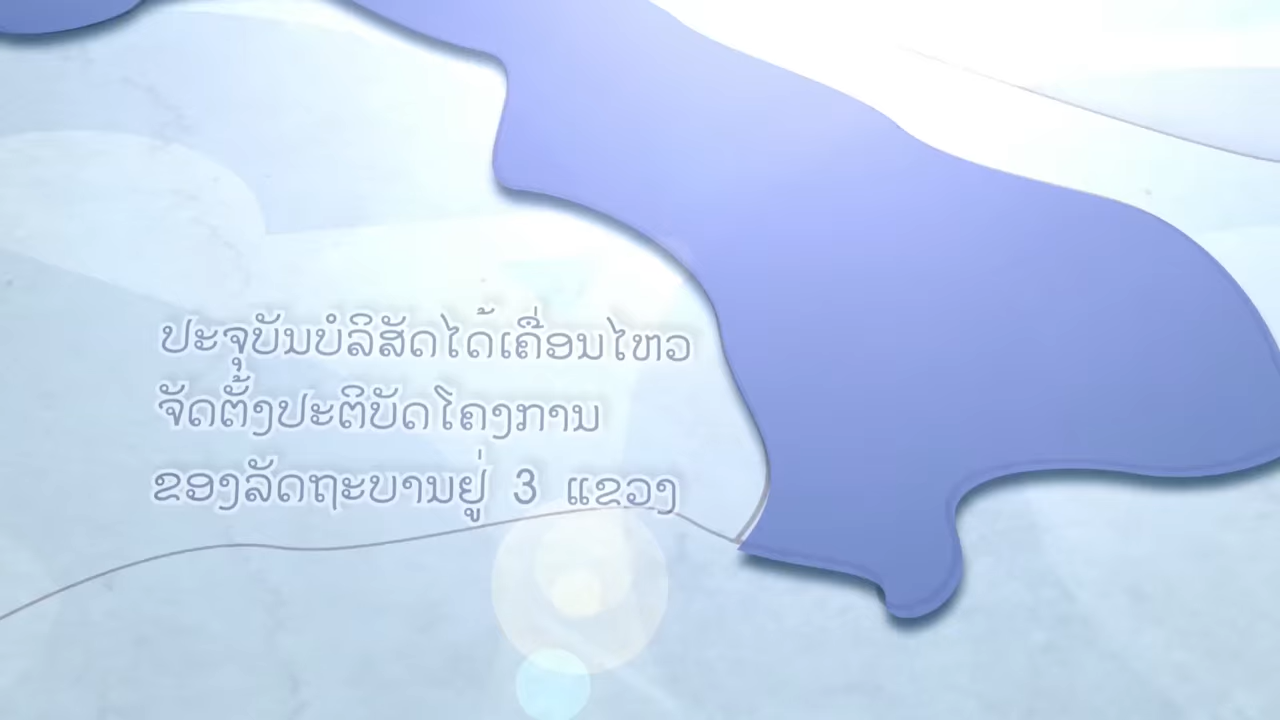 ປະຈຸບັນບໍລິສັດໄດ້ເຄື່ອນໄຫວ
ຈັດຕັ້ງປະຕິບັດໂຄງການ
ຂອງລັດຖະບານຢູ່ 3 ແຂວງ